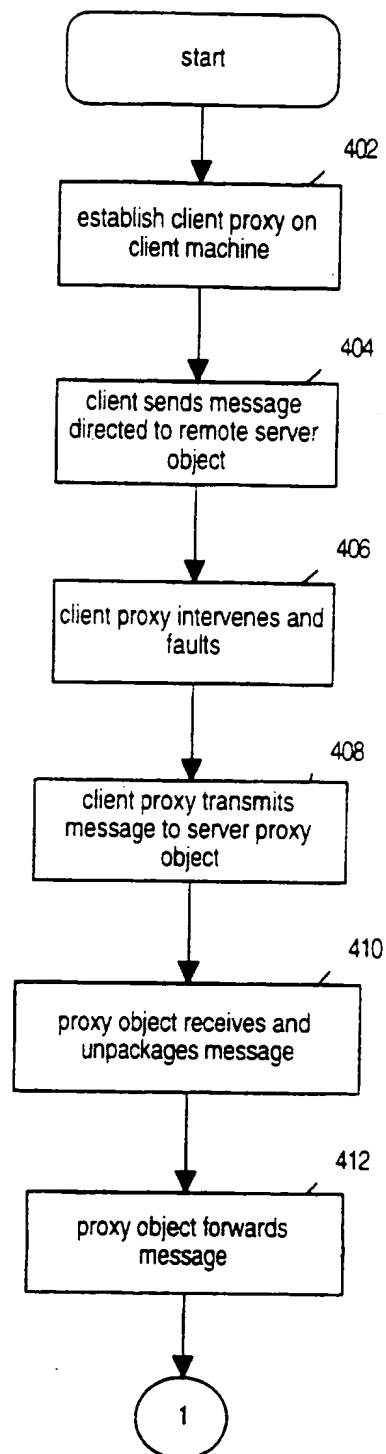 start
402
establish client proxy on
client machine
404
client sends message
directed to remote server
object
406
client proxy intervenes and
faults
408
client proxy transmits
message to server proxy
object
410
proxy object receives and
unpackages message
412
proxy object forwards
message
1